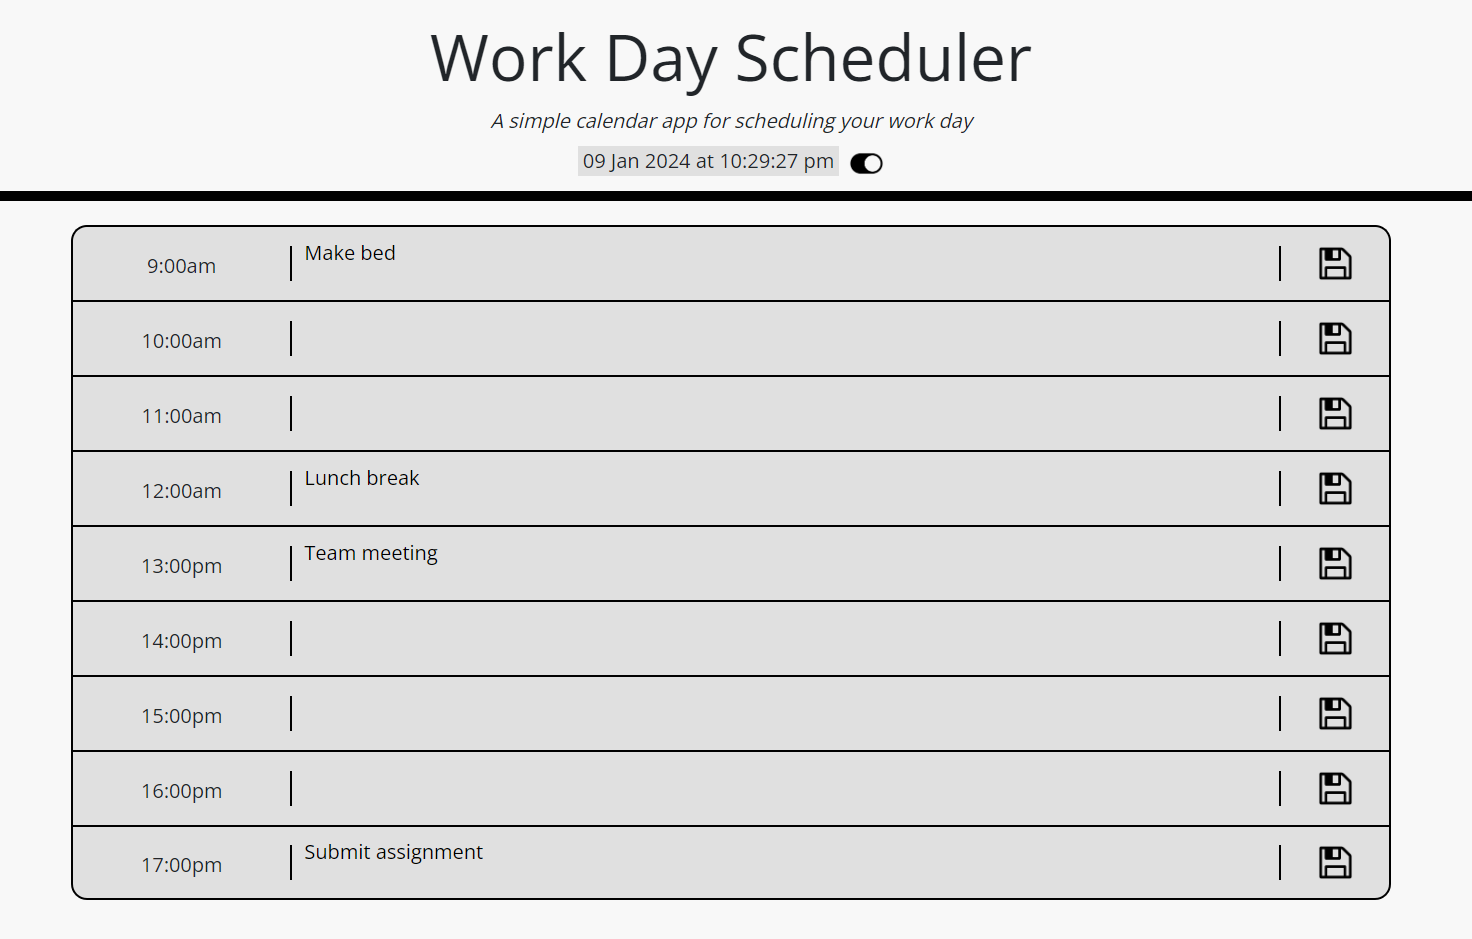 Work Day Scheduler
A simple calendar app for scheduling your work day
09 Jan 2024 at 10:29:27 pm
9:00am Make bed
10:00am
11:00am
12:00am Lunch break
13:00pm Team meeting
14:00pm
15:00pm
16:00pm
17:00pm Submit assignment